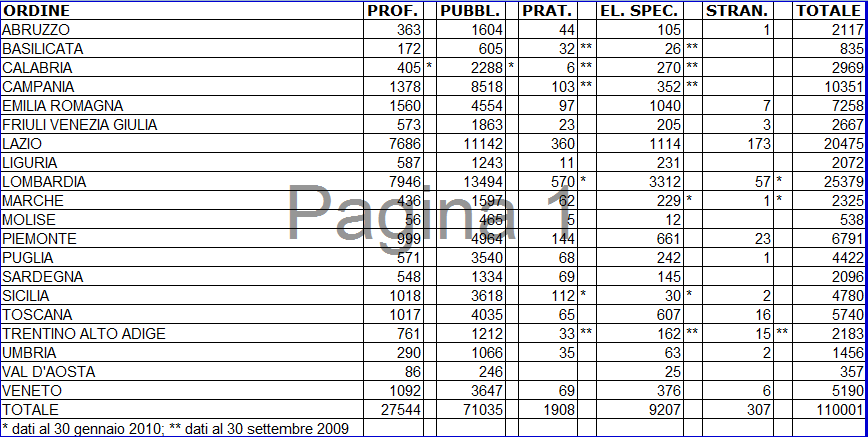 ORDINE PROF. PUBBL. PRAT. EL. SPEC. STRAN. TOTALE
ABRUZZO 363 1604 44 105 1 2117
BASILICATA 172 605 32 ** 26 ** 835
CALABRIA 405 * 2288 * 6 ** 270 ** 2969
CAMPANIA 1378 8518 103 ** 352 ** 10351
EMILIA ROMAGNA 1560 4554 97 1040 7 7258
FRIULI VENEZIA GIULIA 573 1863 23 205 3 2667
LAZIO 7686 11142 360 1114 173 20475
LIGURIA 587 1243 11 231 2072
LOMBARDIA 7946 13494 570 * 3312 57 * 25379
MARCHE 436 1597 62 229 * 1 * 2325
MOLISE 56 465 5 12 538
PIEMONTE 999 4964 144 661 23 6791
PUGLIA 571 3540 68 242 1 4422
SARDEGNA 548 1334 69 145 2096
SICILIA 1018 3618 112 * 30 * 2 4780
TOSCANA 1017 4035 65 607 16 5740
TRENTINO ALTO ADIGE 761 1212 33 ** 162 ** 15 ** 2183
UMBRIA 290 1066 35 63 2 1456
VAL D'AOSTA 86 246 25 357
VENETO 1092 3647 69 376 6 5190
TOTALE 27544 71035 1908 9207 307 110001
* dati al 30 gennaio 2010; ** dati al 30 settembre 2009
Pagina 1